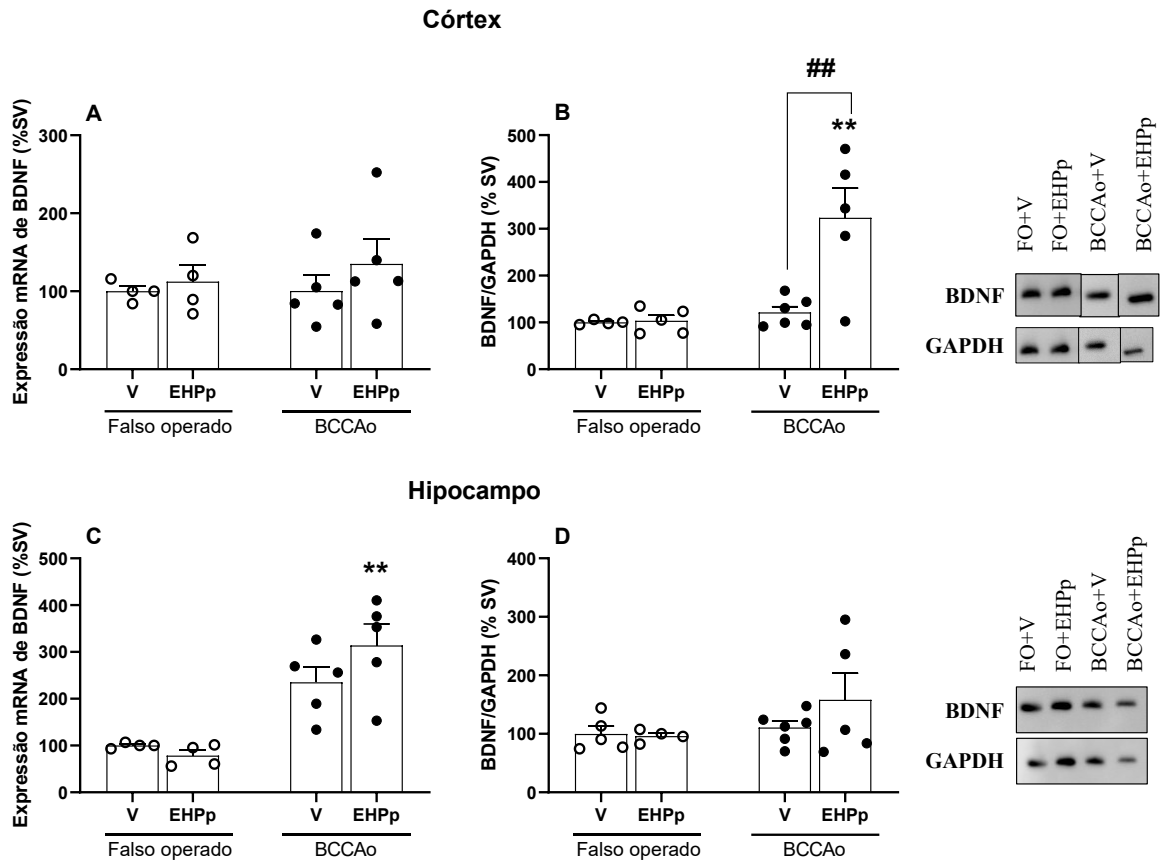 Córtex
A
Expressão mRNA de BDNF (%SV)
300
200
100
0
V EHPp V EHPp
Falso operado BCCAo
B
##
**
BDNF/GAPDH (% SV)
500
400
300
200
100
0
V EHPp V EHPp
Falso operado BCCAo
FO+V
FO+EHPp
BCCAo+V
BCCAo+EHPp
BDNF
GAPDH
Hipocampo
C
**
Expressão mRNA de BDNF (%SV)
500
400
300
200
100
0
V EHPp V EHPp
Falso operado BCCAo
D
BDNF/GAPDH (% SV)
400
300
200
100
0
V EHPp V EHPp
Falso operado BCCAo
FO+V
FO+EHPp
BCCAo+V
BCCAo+EHPp
BDNF
GAPDH